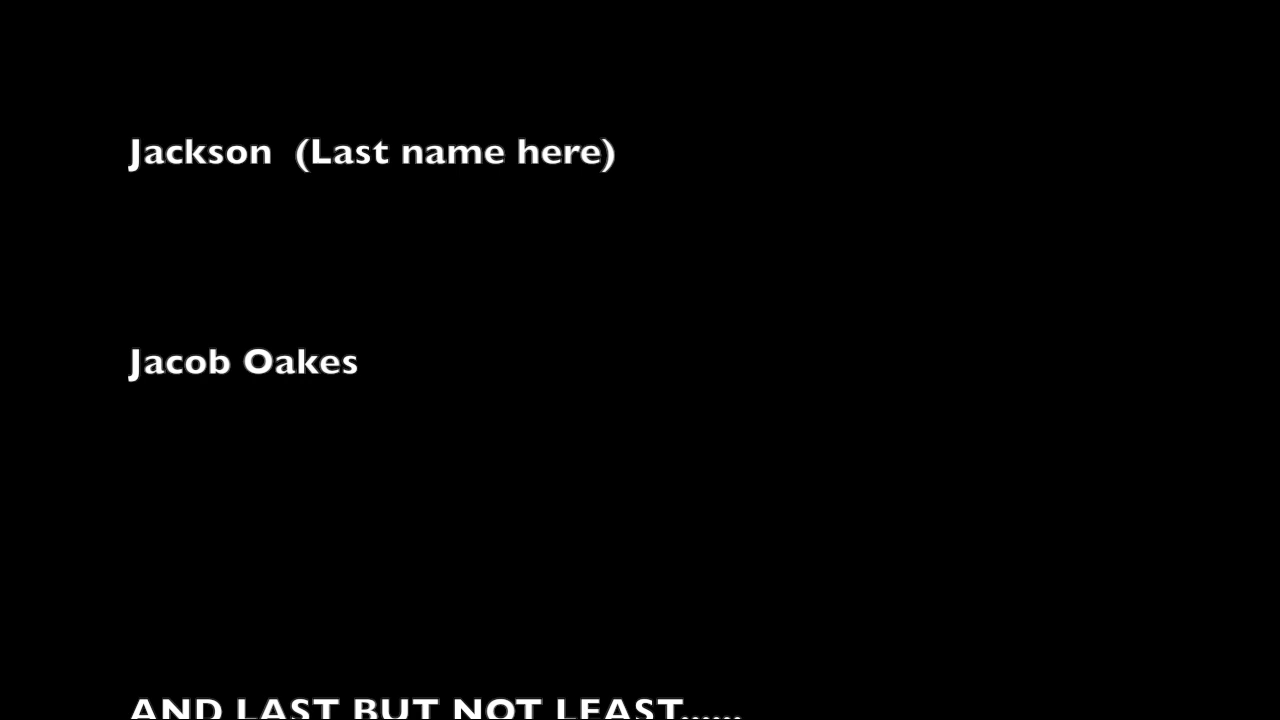 Jackson  (Last name here)
Jacob Oakes
AND LAST BUT NOT LEAST......